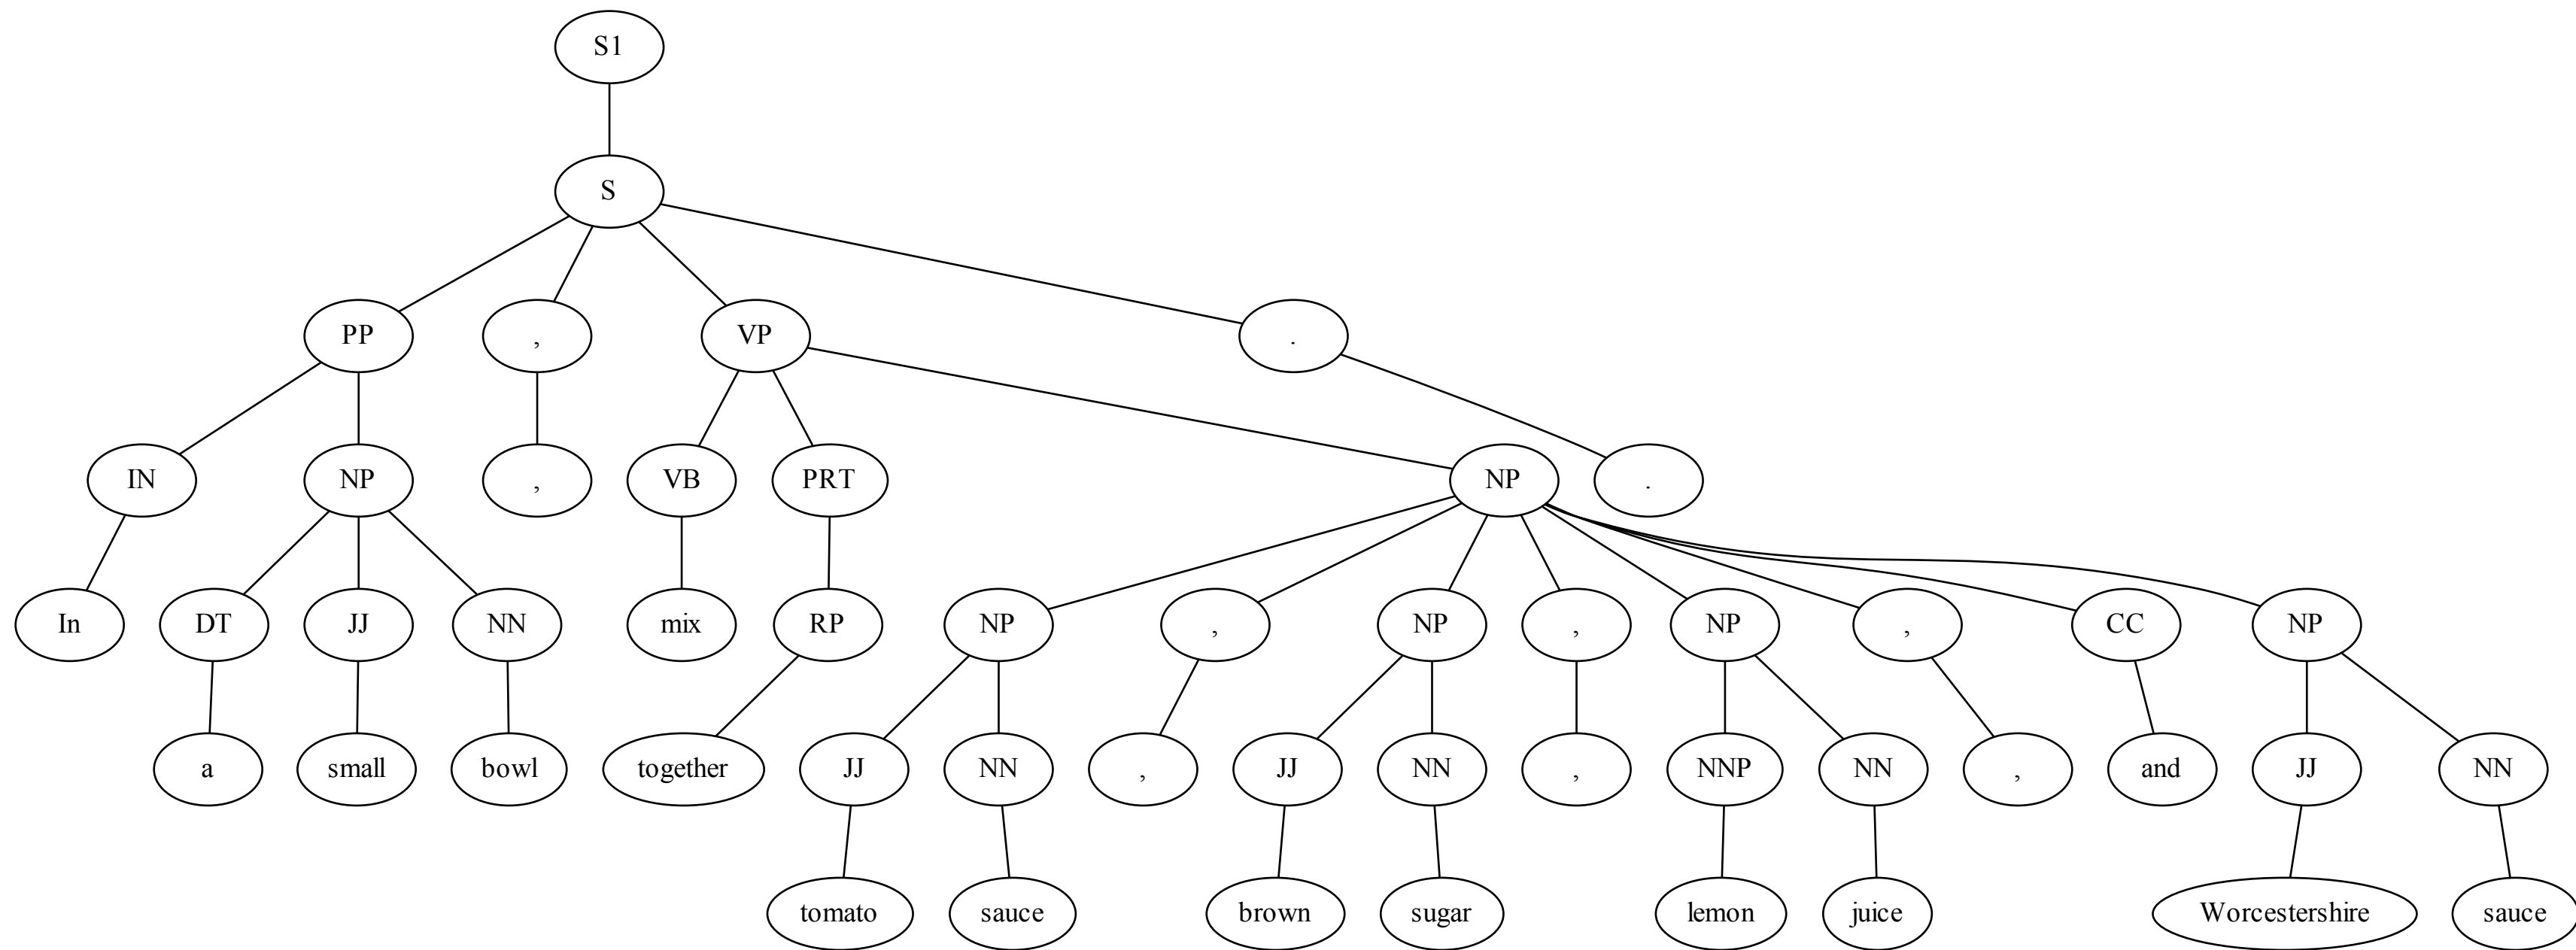 S1
S
PP , VP .
IN NP , VB PRT NP .
In DT JJ NN mix RP NP , NP , NP , CC NP
a small bowl together JJ NN , JJ NN , NNP NN , and JJ NN
tomato sauce brown sugar lemon juice Worcestershire sauce